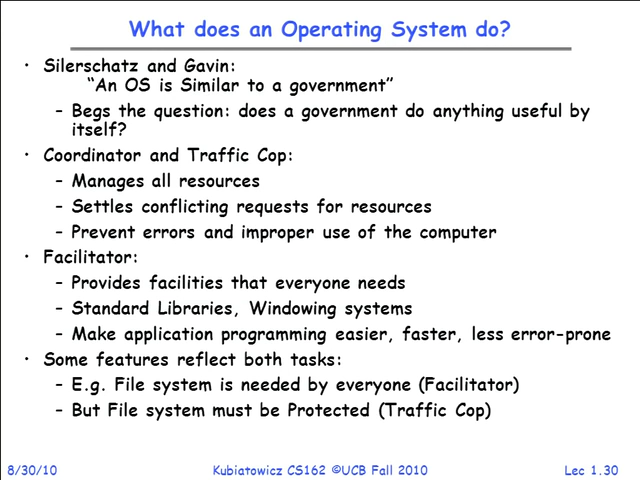 What does an Operating System do?
• Silerschatz and Gavin:
“An OS is Similar to a government”
– Begs the question: does a government do anything useful by
itself?
• Coordinator and Traffic Cop:
– Manages all resources
– Settles conflicting requests for resources
– Prevent errors and improper use of the computer
• Facilitator:
– Provides facilities that everyone needs
– Standard Libraries, Windowing systems
– Make application programming easier, faster, less error-prone
• Some features reflect both tasks:
– E.g. File system is needed by everyone (Facilitator)
– But File system must be Protected (Traffic Cop)
8/30/10 Kubiatowicz CS162 ©UCB Fall 2010 Lec 1.30